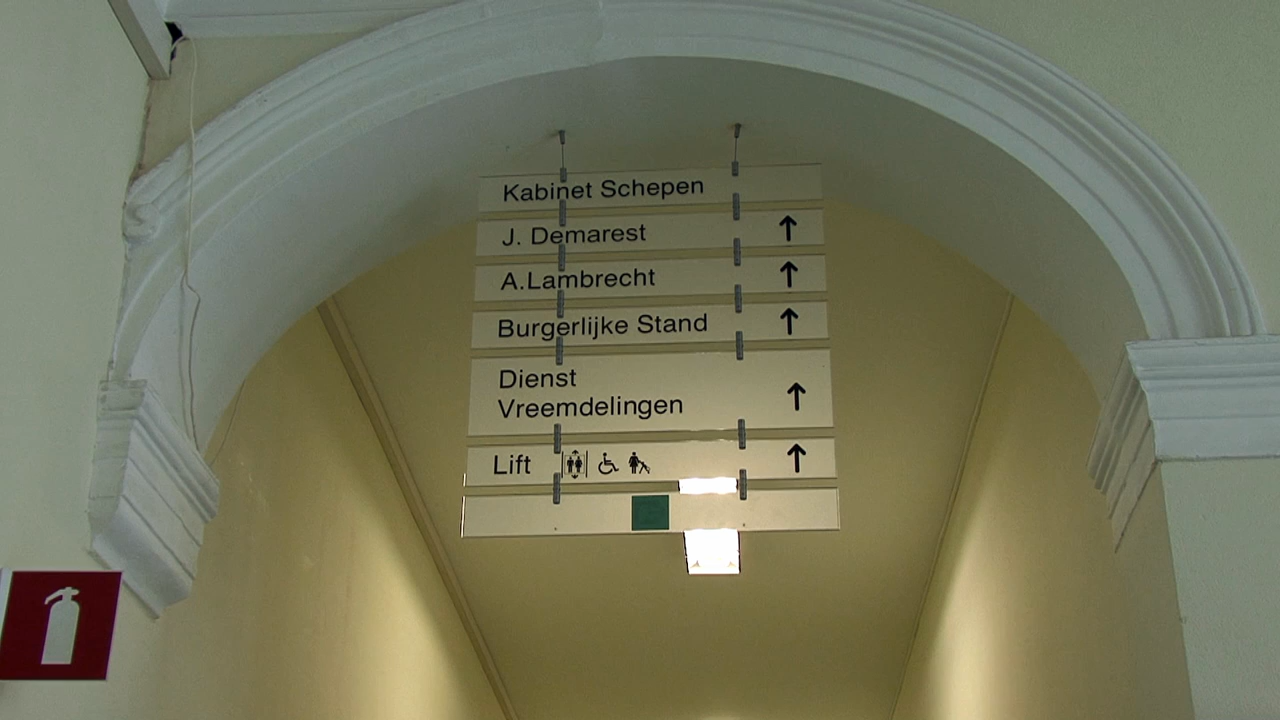 Kabinet Schepen
J. Demarest
A.Lambrecht
Burgerlijke Stand
Dienst
Vreemdelingen
Lift